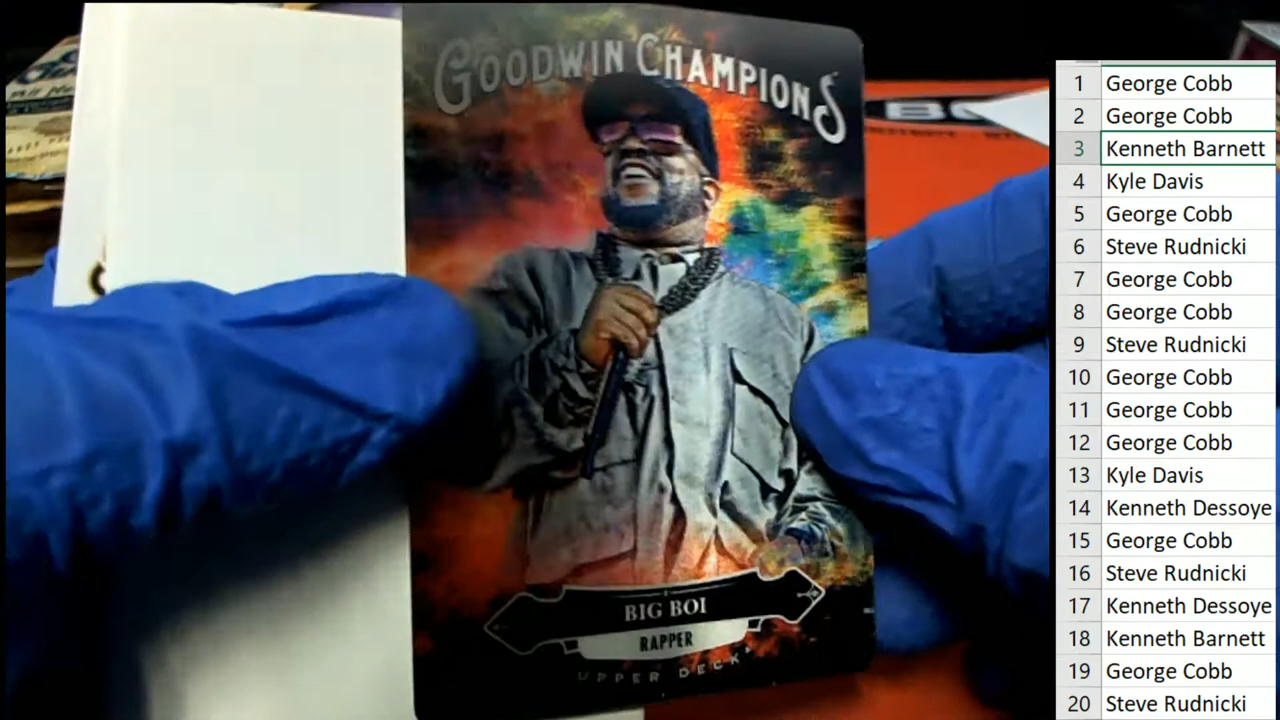 GOODWIN CHAMPIONS
BIG BOI
RAPPER
UPPER DECK
1 George Cobb
2 George Cobb
3 Kenneth Barnett
4 Kyle Davis
5 George Cobb
6 Steve Rudnicki
7 George Cobb
8 George Cobb
9 Steve Rudnicki
10 George Cobb
11 George Cobb
12 George Cobb
13 Kyle Davis
14 Kenneth Dessoye
15 George Cobb
16 Steve Rudnicki
17 Kenneth Dessoye
18 Kenneth Barnett
19 George Cobb
20 Steve Rudnicki